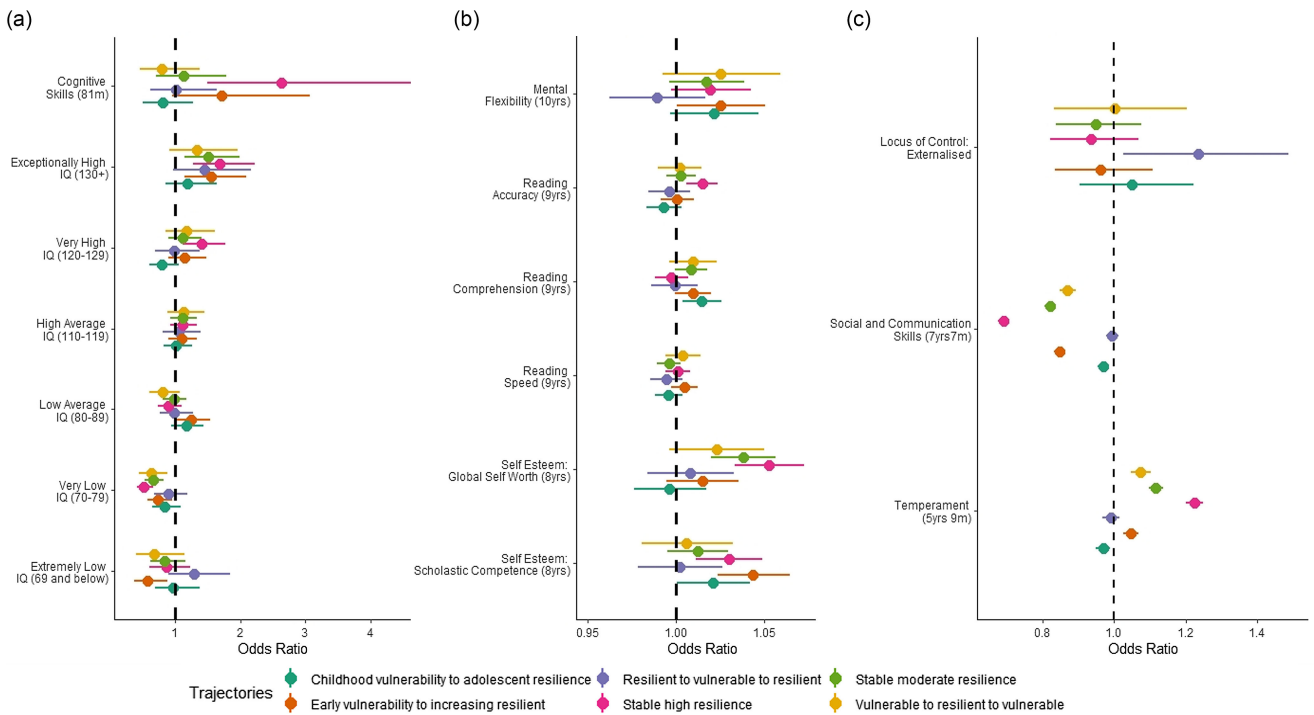 (a)
Cognitive
Skills (81m)
Exceptionally High
IQ (130+)
Very High
IQ (120-129)
High Average
IQ (110-119)
Low Average
IQ (80-89)
Very Low
IQ (70-79)
Extremely Low
IQ (69 and below)
1
2
3
4
Odds Ratio
(b)
Mental
Flexibility (10yrs)
Reading
Accuracy (9yrs)
Reading
Comprehension (9yrs)
Reading
Speed (9yrs)
Self Esteem:
Global Self Worth (8yrs)
Self Esteem:
Scholastic Competence (8yrs)
0.95
1.00
1.05
Odds Ratio
(c)
Locus of Control:
Externalised
Social and Communication
Skills (7yrs7m)
Temperament
(5yrs 9m)
0.8
1.0
1.2
1.4
Odds Ratio
Trajectories
Childhood vulnerability to adolescent resilience
Early vulnerability to increasing resilient
Resilient to vulnerable to resilient
Stable high resilience
Stable moderate resilience
Vulnerable to resilient to vulnerable